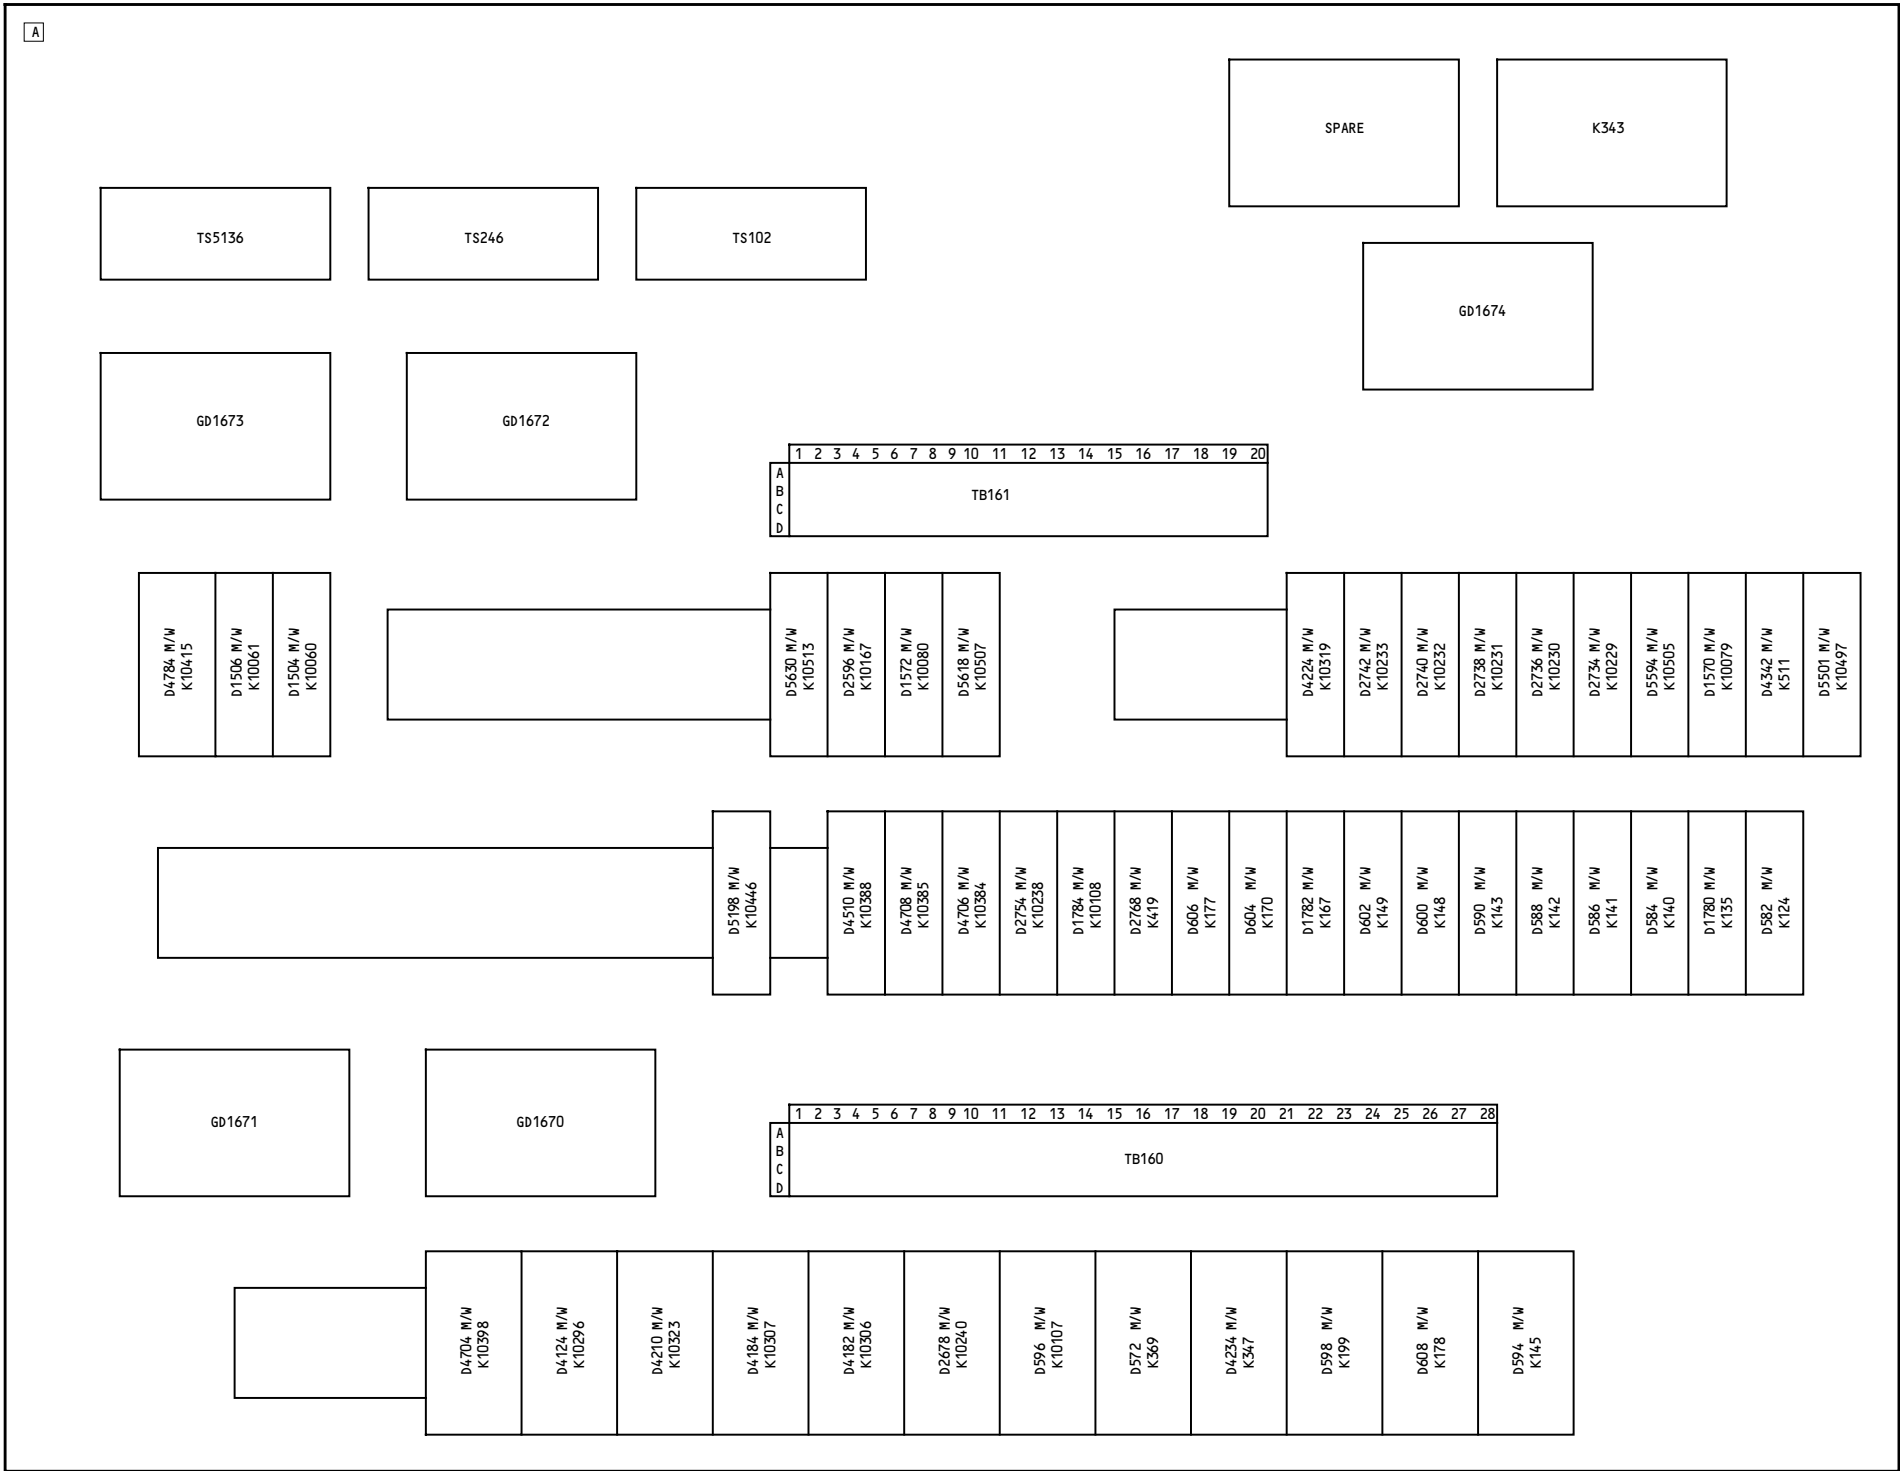 A
SPARE
K343
TS5136
TS246
TS102
GD1674
GD1673
GD1672
1 2 3 4 5 6 7 8 9 10 11 12 13 14 15 16 17 18 19 20
A
B
C
D
TB161
D4784 M/W
K10415
D1506 M/W
K10061
D1504 M/W
K10060
D5630 M/W
K10513
D2596 M/W
K10167
D1572 M/W
K10080
D5618 M/W
K10507
D4224 M/W
K10319
D2742 M/W
K10233
D2740 M/W
K10232
D2738 M/W
K10231
D2736 M/W
K10230
D2734 M/W
K10229
D5594 M/W
K10505
D1570 M/W
K10079
D4342 M/W
K511
D5501 M/W
K10497
D5198 M/W
K10446
D4510 M/W
K10388
D4708 M/W
K10385
D4706 M/W
K10384
D2754 M/W
K10238
D1784 M/W
K10108
D2768 M/W
K419
D606 M/W
K177
D604 M/W
K170
D1782 M/W
K167
D602 M/W
K149
D600 M/W
K148
D590 M/W
K143
D588 M/W
K142
D586 M/W
K141
D584 M/W
K140
D1780 M/W
K135
D582 M/W
K124
GD1671
GD1670
1 2 3 4 5 6 7 8 9 10 11 12 13 14 15 16 17 18 19 20 21 22 23 24 25 26 27 28
A
B
C
D
TB160
D4704 M/W
K10398
D4124 M/W
K10296
D4210 M/W
K10323
D4184 M/W
K10307
D4182 M/W
K10306
D2678 M/W
K10240
D596 M/W
K10107
D572 M/W
K369
D4234 M/W
K347
D598 M/W
K199
D608 M/W
K178
D594 M/W
K145